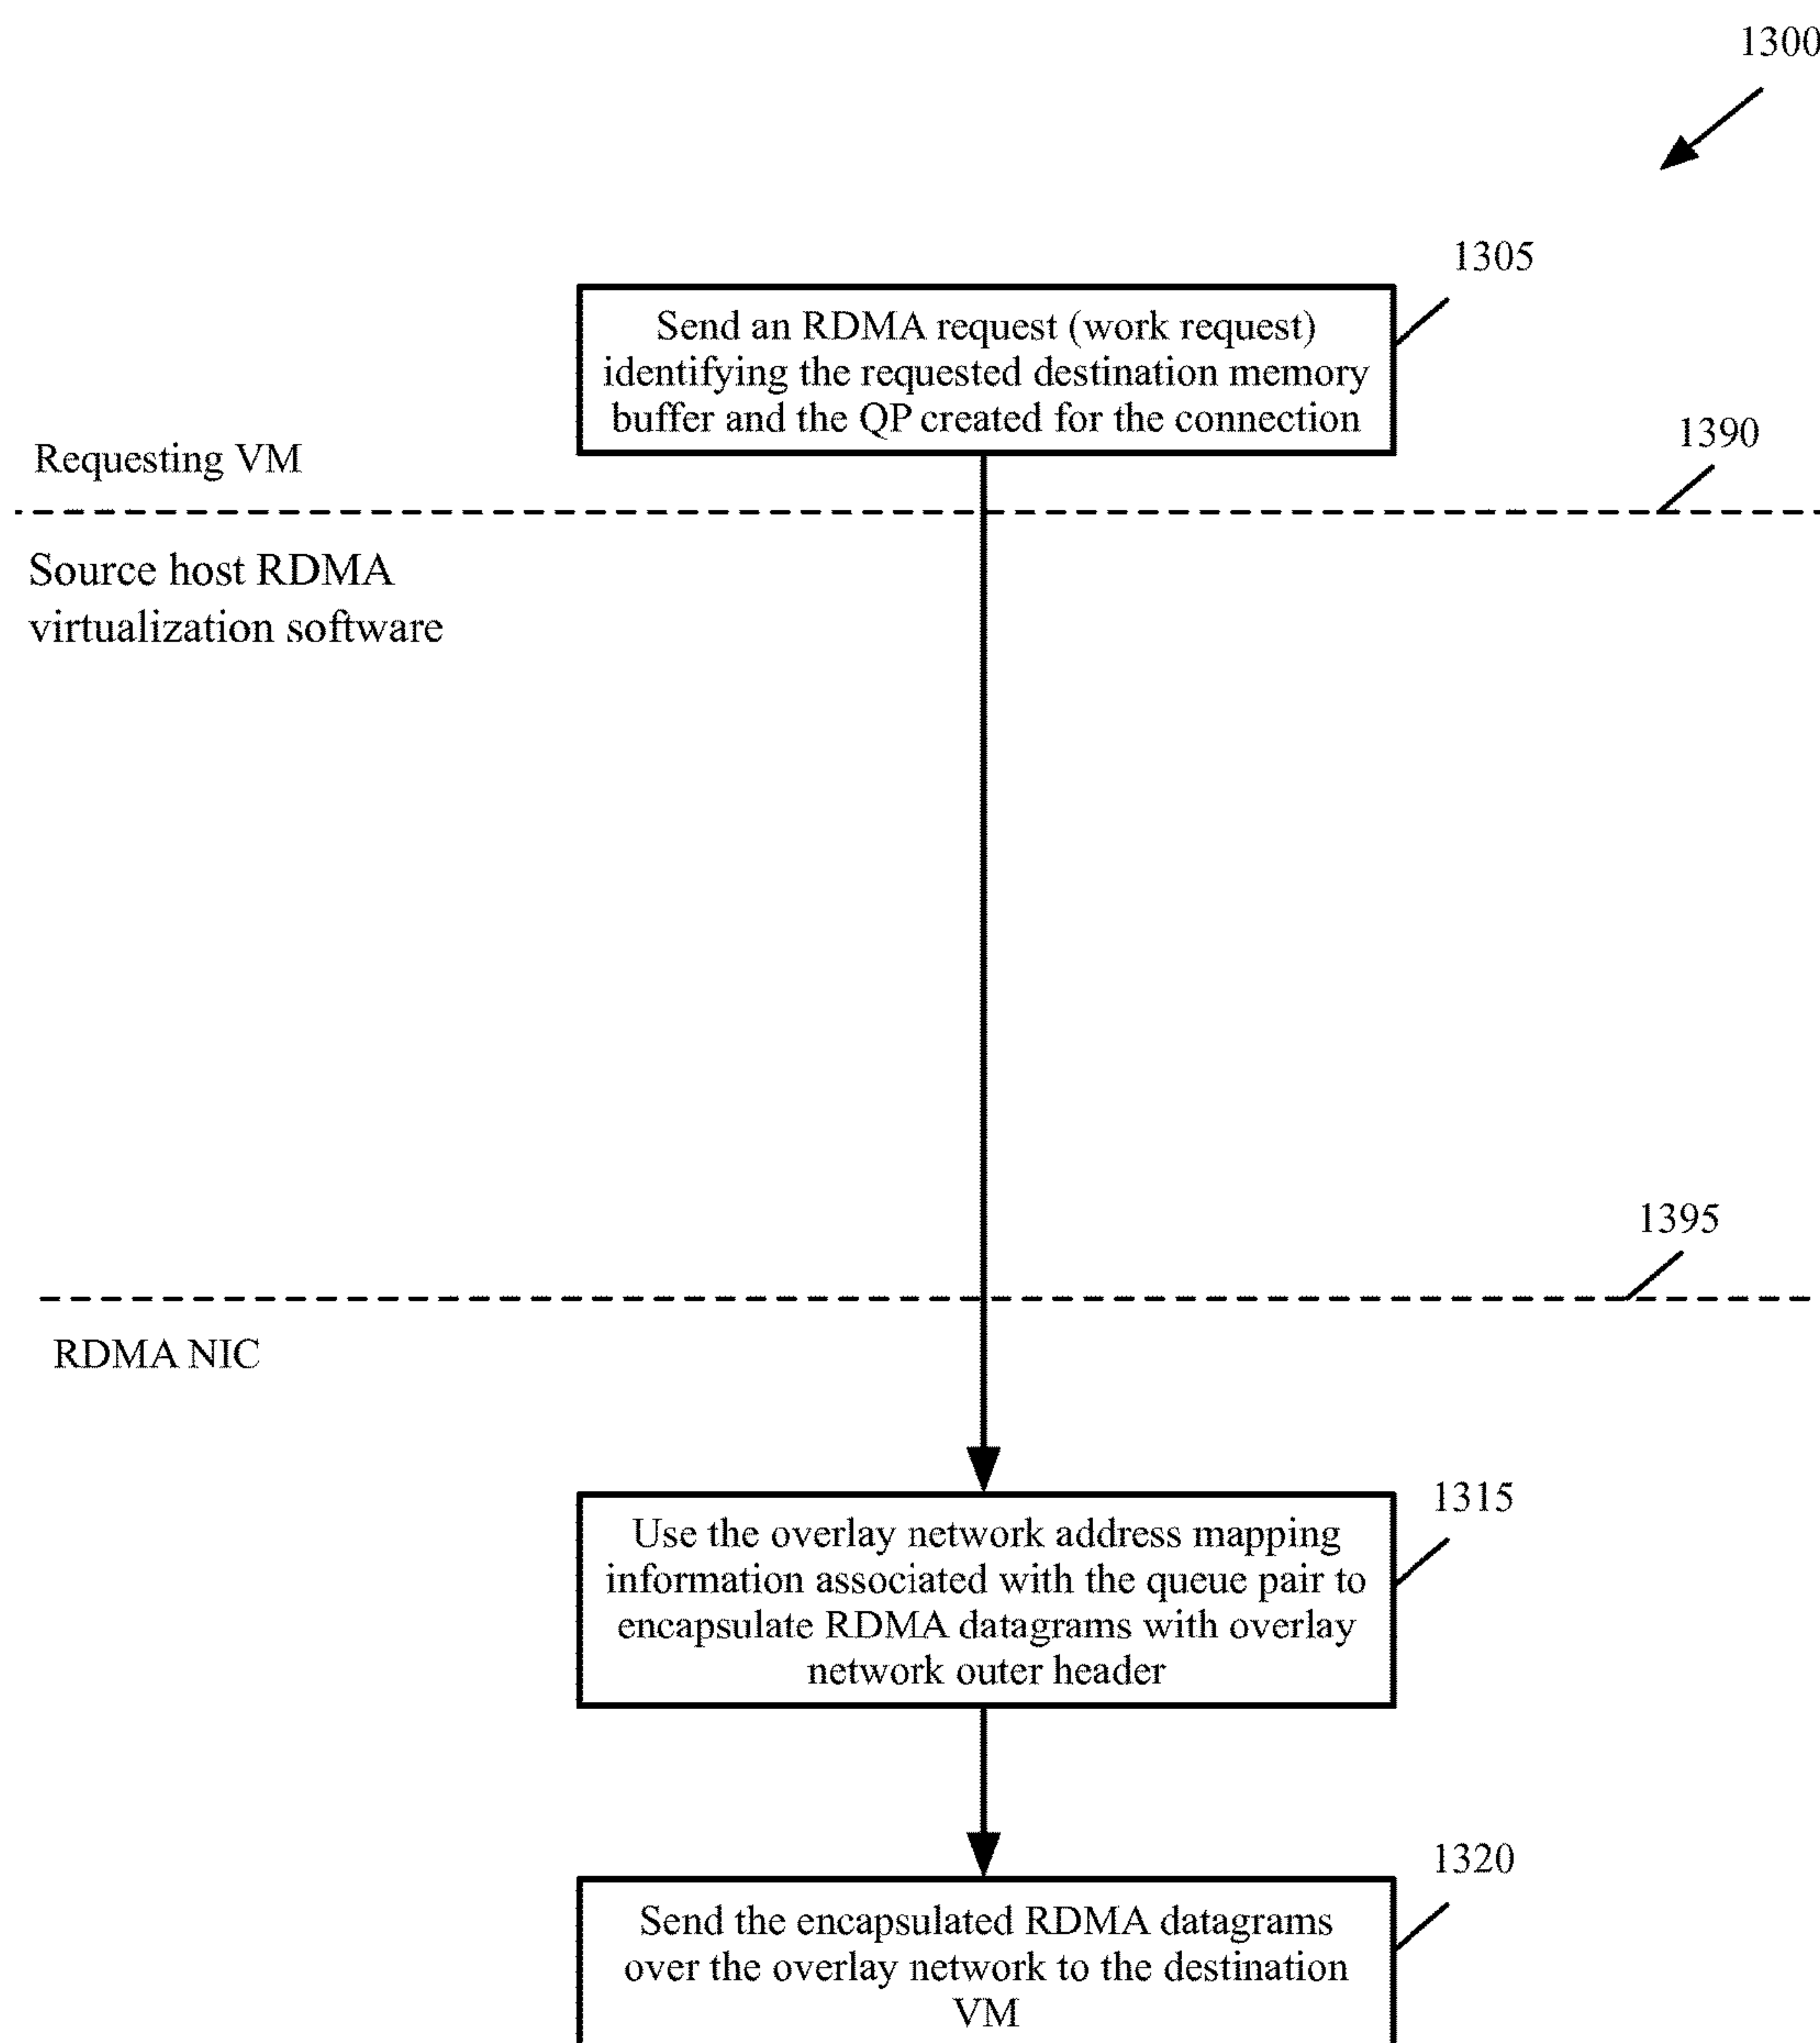 1300
1305
Send an RDMA request (work request)
identifying the requested destination memory
buffer and the QP created for the connection
1390
Requesting VM
Source host RDMA
virtualization software
1395
RDMA NIC
1315
Use the overlay network address mapping
information associated with the queue pair to
encapsulate RDMA datagrams with overlay
network outer header
1320
Send the encapsulated RDMA datagrams
over the overlay network to the destination
VM